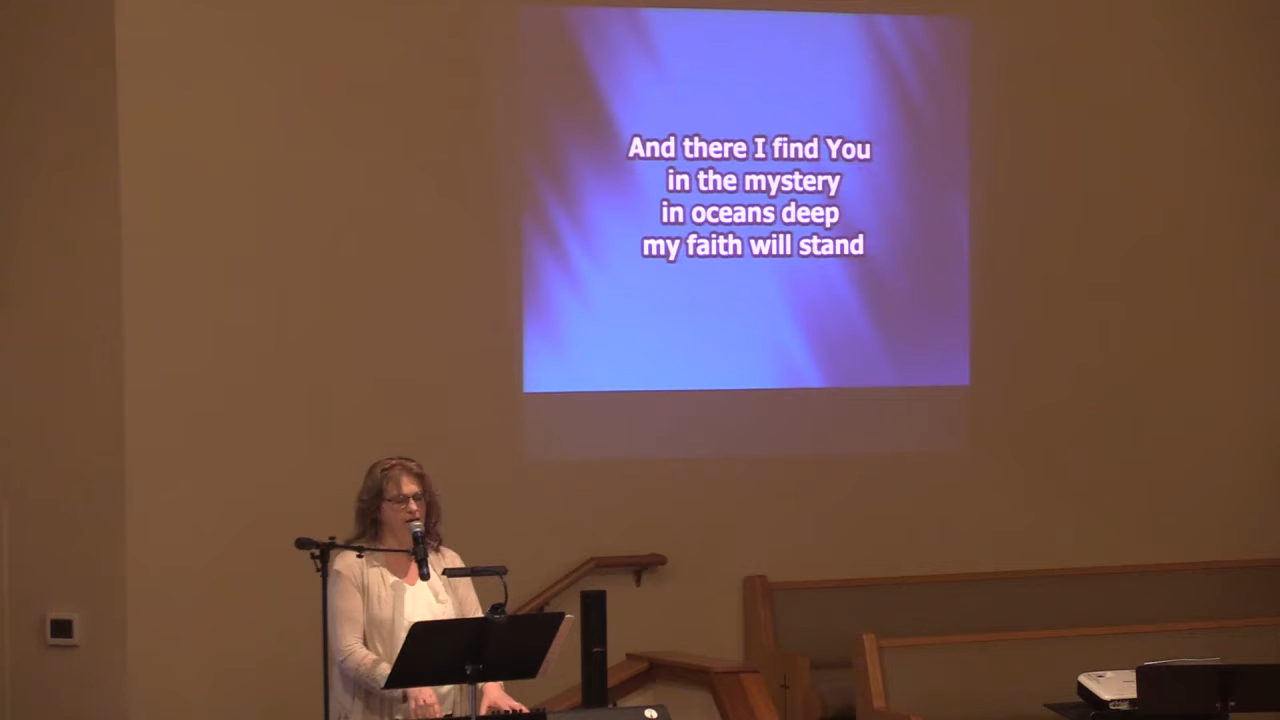 And there I find You
in the mystery
in oceans deep
my faith will stand